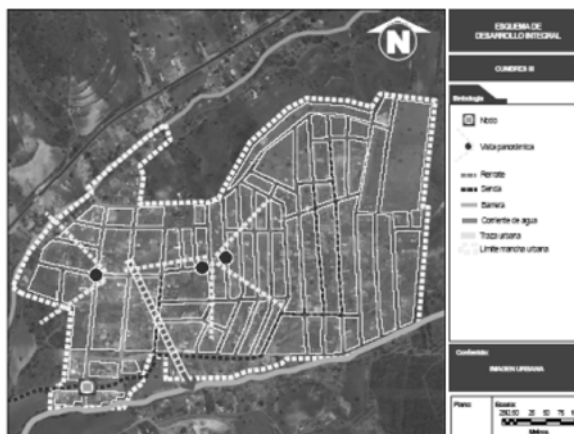 N
ESQUEMA DE
DESARROLLO INTEGRAL
CUMBRES III
Simbología
Nodo
Vista panorámica
Remate
Senda
Barrera
Corriente de agua
Traza urbana
Límite mancha urbana
Contenido:
IMAGEN URBANA
Plano:
Escala:
Metros